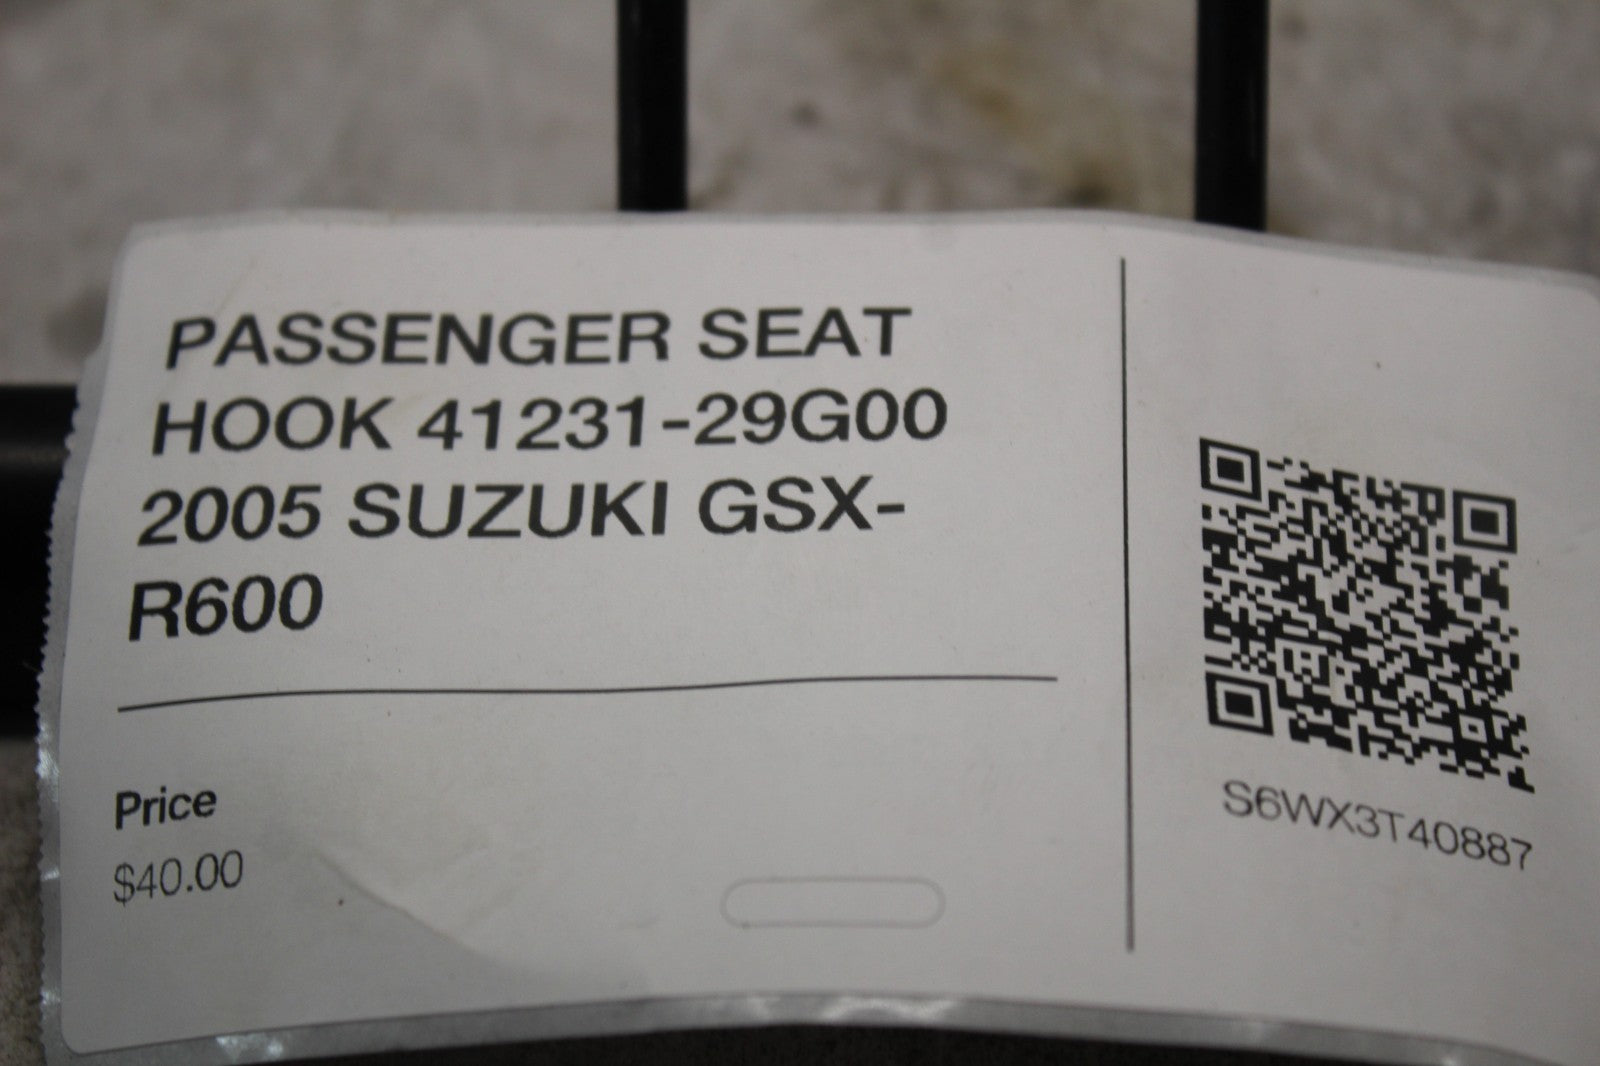 PASSENGER SEAT
HOOK 41231-29G00
2005 SUZUKI GSX-
R600
Price
$40.00
S6WX3T40887